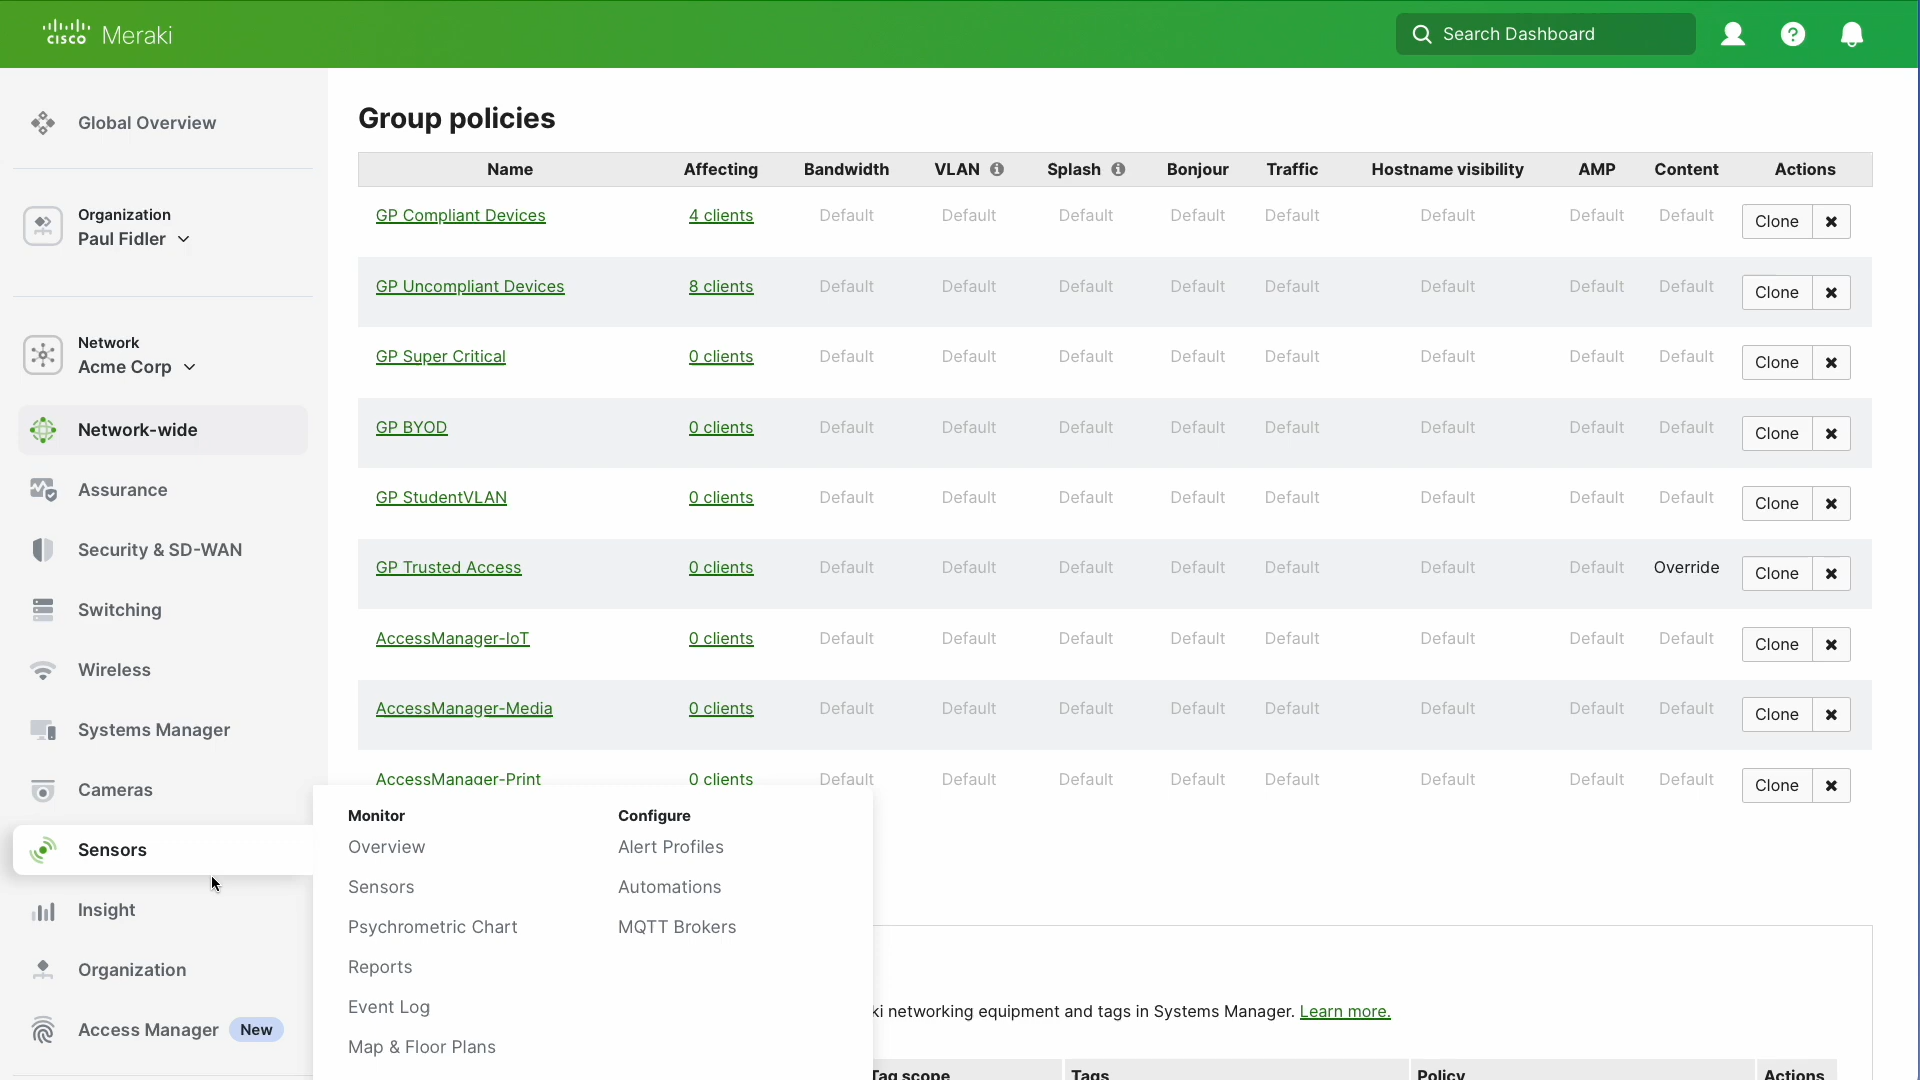 CISCO Meraki
Search Dashboard
Global Overview
Organization
Paul Fidler
Network
Acme Corp
Network-wide
Assurance
Security & SD-WAN
Switching
Wireless
Systems Manager
Cameras
Sensors
Insight
Organization
Access Manager New
Group policies
Name Affecting Bandwidth VLAN Splash Bonjour Traffic Hostname visibility AMP Content Actions
GP Compliant Devices 4 clients Default Default Default Default Default Default Default Default Clone
GP Uncompliant Devices 8 clients Default Default Default Default Default Default Default Default Clone
GP Super Critical 0 clients Default Default Default Default Default Default Default Default Clone
GP BYOD 0 clients Default Default Default Default Default Default Default Default Clone
GP StudentVLAN 0 clients Default Default Default Default Default Default Default Default Clone
GP Trusted Access 0 clients Default Default Default Default Default Default Default Override Clone
AccessManager-IoT 0 clients Default Default Default Default Default Default Default Default Clone
AccessManager-Media 0 clients Default Default Default Default Default Default Default Default Clone
AccessManager-Print 0 clients Default Default Default Default Default Default Default Default Clone
Monitor
Overview
Sensors
Psychrometric Chart
Reports
Event Log
Map & Floor Plans
Configure
Alert Profiles
Automations
MQTT Brokers
ki networking equipment and tags in Systems Manager. Learn more.
Tag scope Tags Policy Actions